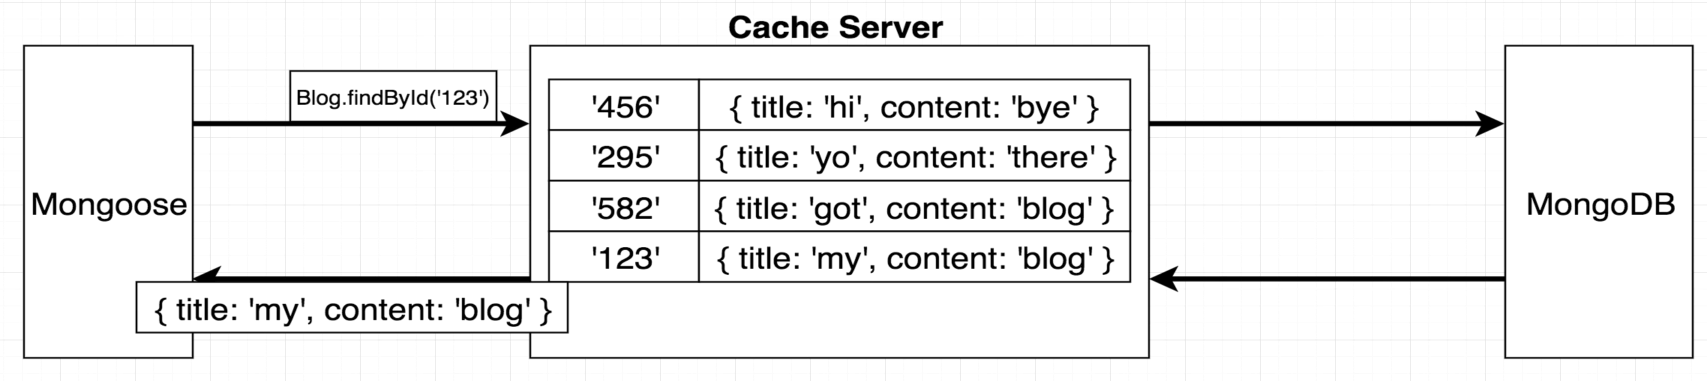 Cache Server
Mongoose
Blog.findById('123')
'456' { title: 'hi', content: 'bye' }
'295' { title: 'yo', content: 'there' }
'582' { title: 'got', content: 'blog' }
'123' { title: 'my', content: 'blog' }
{ title: 'my', content: 'blog' }
MongoDB